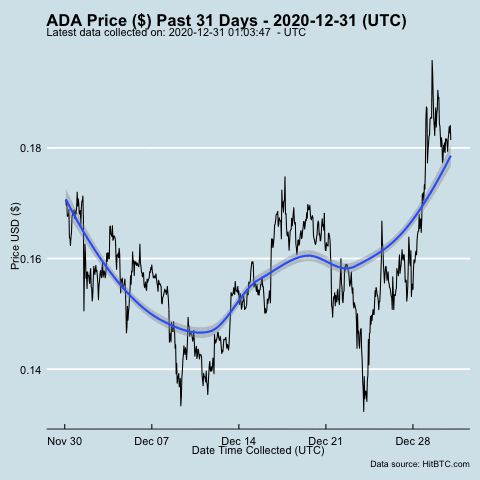 ADA Price ($) Past 31 Days - 2020-12-31 (UTC)
Latest data collected on: 2020-12-31 01:03:47 - UTC
0.18
0.16
0.14
Price USD ($)
Nov 30
Dec 07
Dec 14
Dec 21
Dec 28
Date Time Collected (UTC)
Data source: HitBTC.com